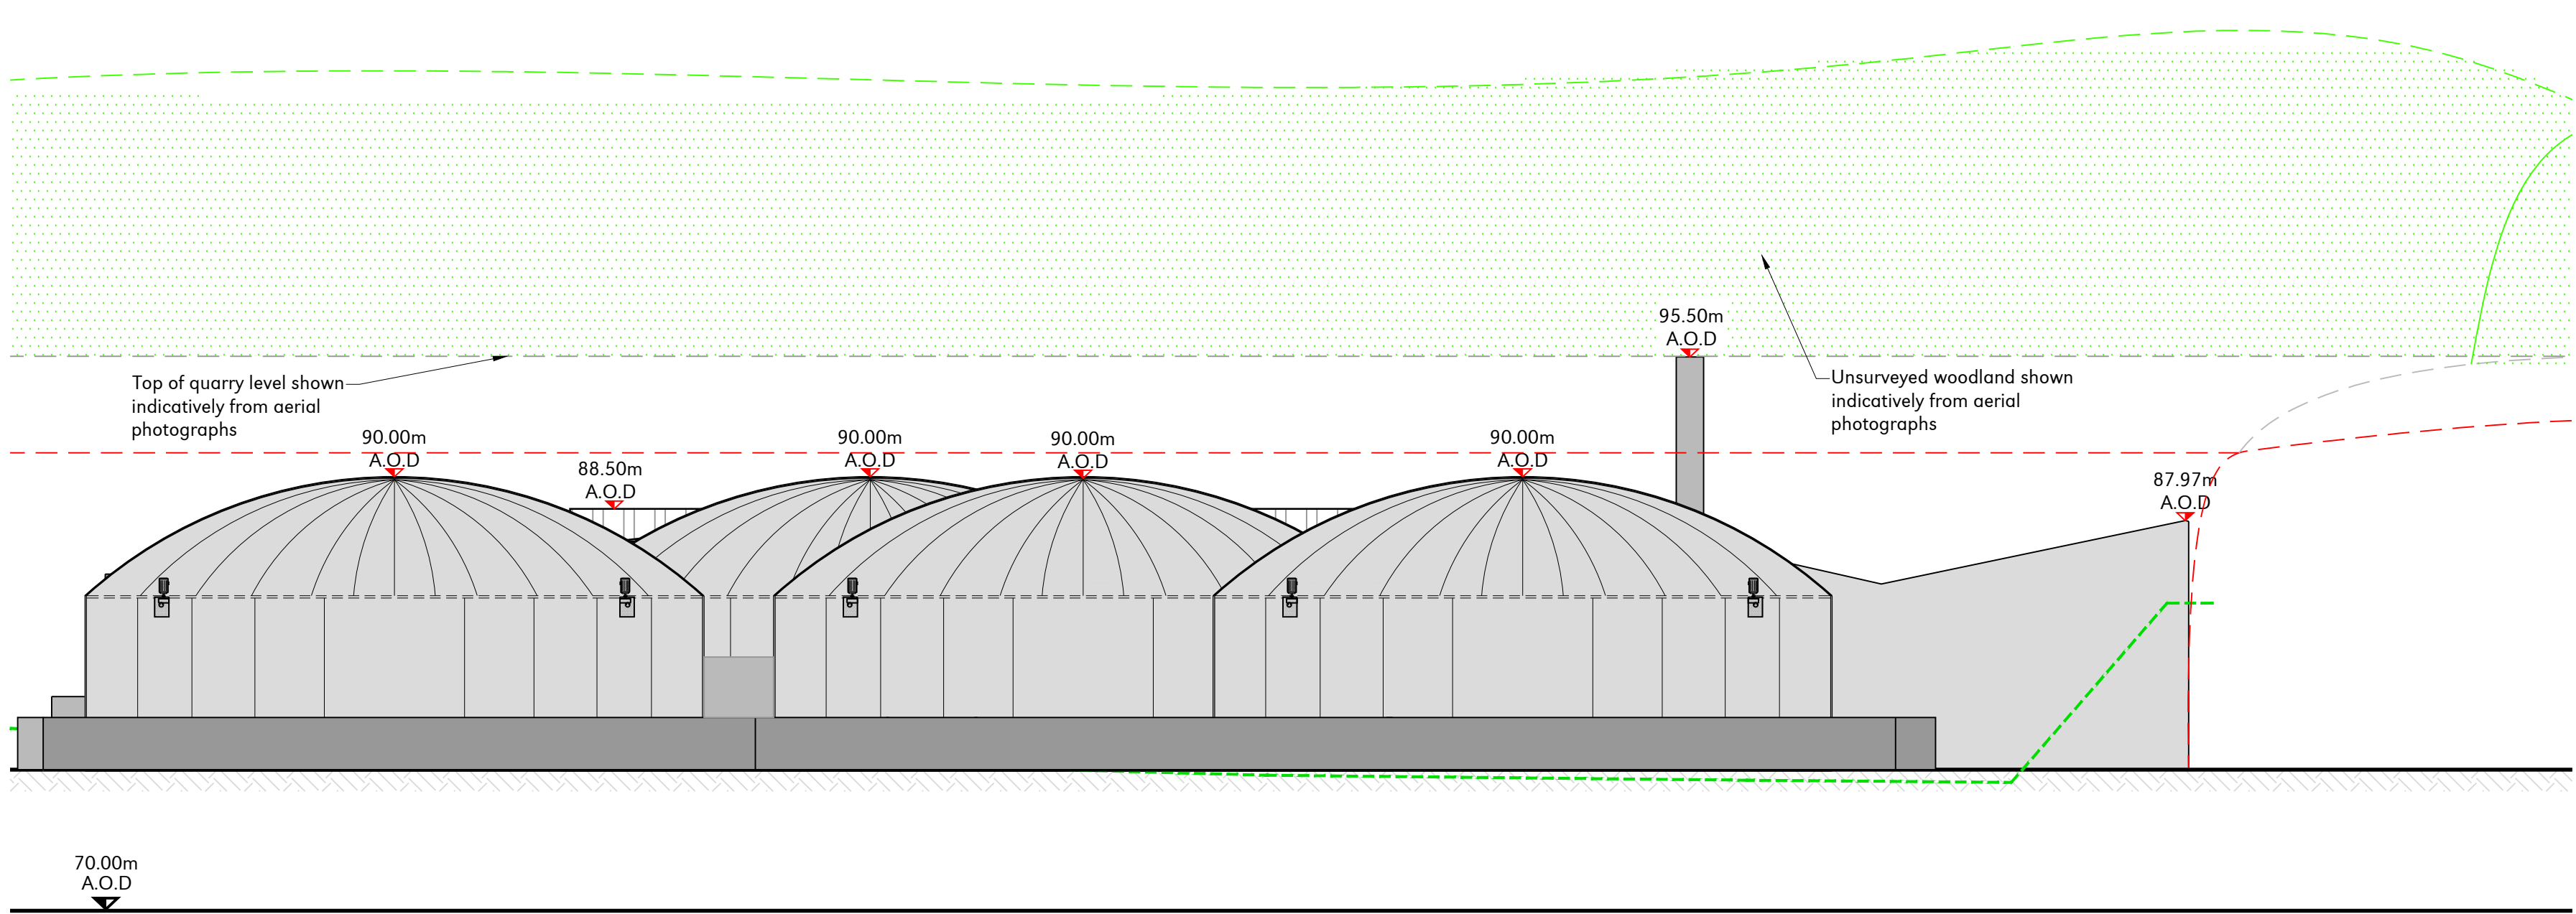 95.50m
A.O.D
Top of quarry level shown
indicatively from aerial
photographs
Unsurveyed woodland shown
indicatively from aerial
photographs
90.00m
A.O.D
88.50m
A.O.D
90.00m
A.O.D
90.00m
A.O.D
90.00m
A.O.D
87.97m
A.O.D
70.00m
A.O.D